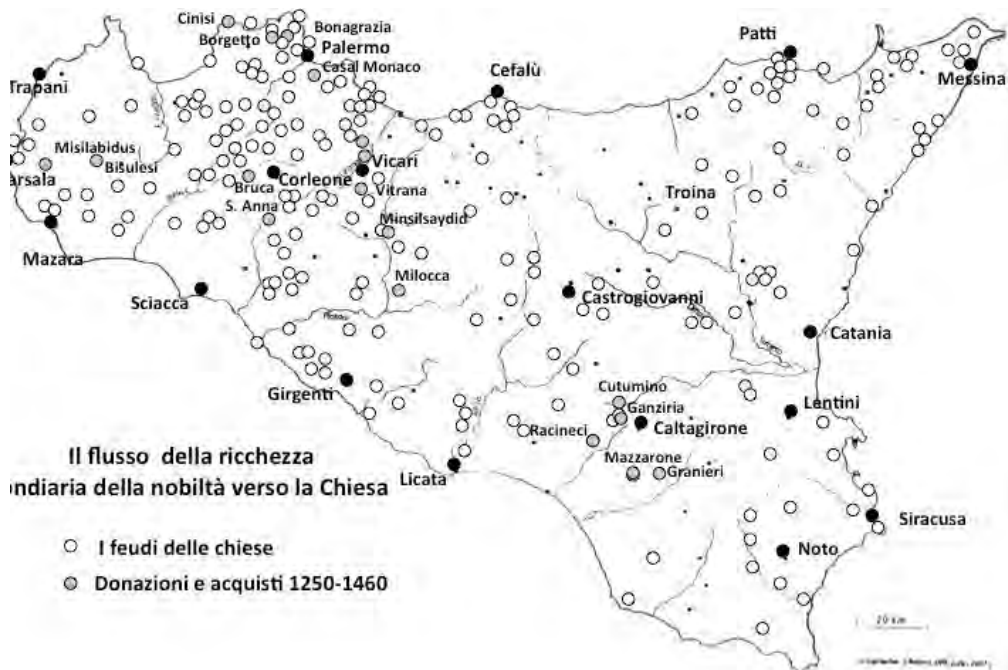 Cinisi
Bonagrazia
Borgetto
Palermo
Patti
Casal Monaco
Messina
Trapani
Cefalù
Misilabidus
Bisulesi
Vicari
arsala
Bruca
Corleone
Vitrana
Troina
S. Anna
Minsilsaydid
Mazara
Milocca
Sciacca
Castrogiovanni
Catania
Girgenti
Cutumino
Ganziria
Lentini
Racineci
Caltagirone
Il flusso della ricchezza
ondiaria della nobiltà verso la Chiesa
Mazzarone
Granieri
Licata
Siracusa
I feudi delle chiese
Noto
Donazioni e acquisti 1250-1460
20 km